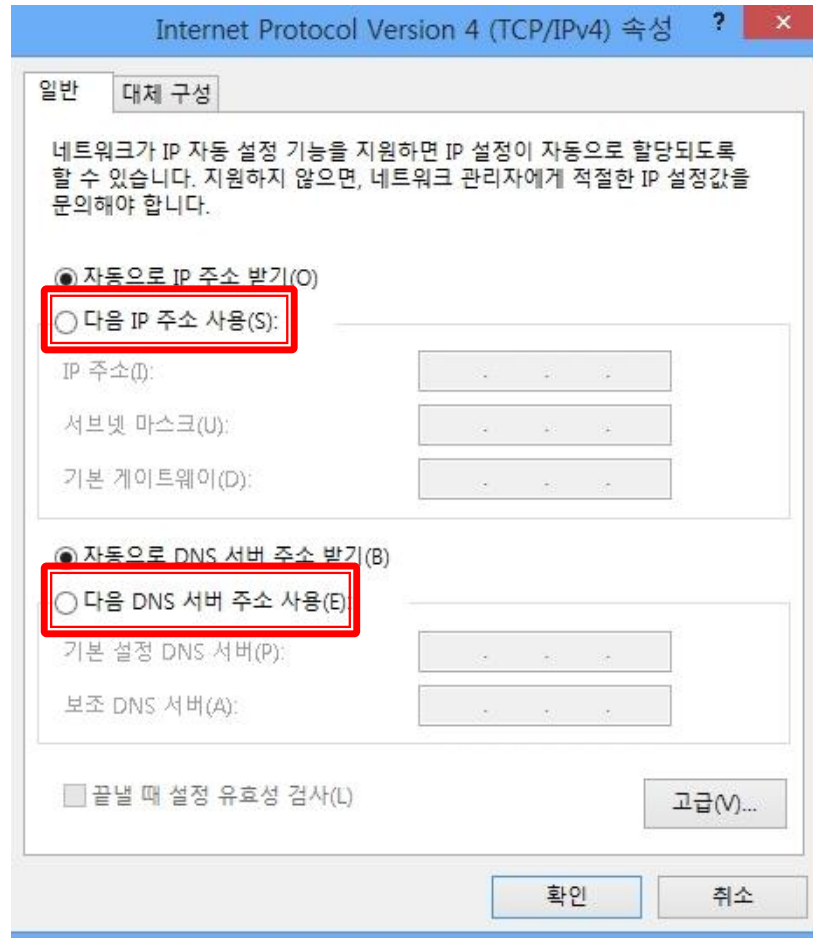 Internet Protocol Version 4 (TCP/IPv4) 속성
일반 대체 구성
네트워크가 IP 자동 설정 기능을 지원하면 IP 설정이 자동으로 할당되도록
할 수 있습니다. 지원하지 않으면, 네트워크 관리자에게 적절한 IP 설정값을
문의해야 합니다.
자동으로 IP 주소 받기(O)
다음 IP 주소 사용(S):
IP 주소(I):
서브넷 마스크(U):
기본 게이트웨이(D):
자동으로 DNS 서버 주소 받기(B)
다음 DNS 서버 주소 사용(E):
기본 설정 DNS 서버(P):
보조 DNS 서버(A):
끝낼 때 설정 유효성 검사(L)
고급(V)...
확인 취소